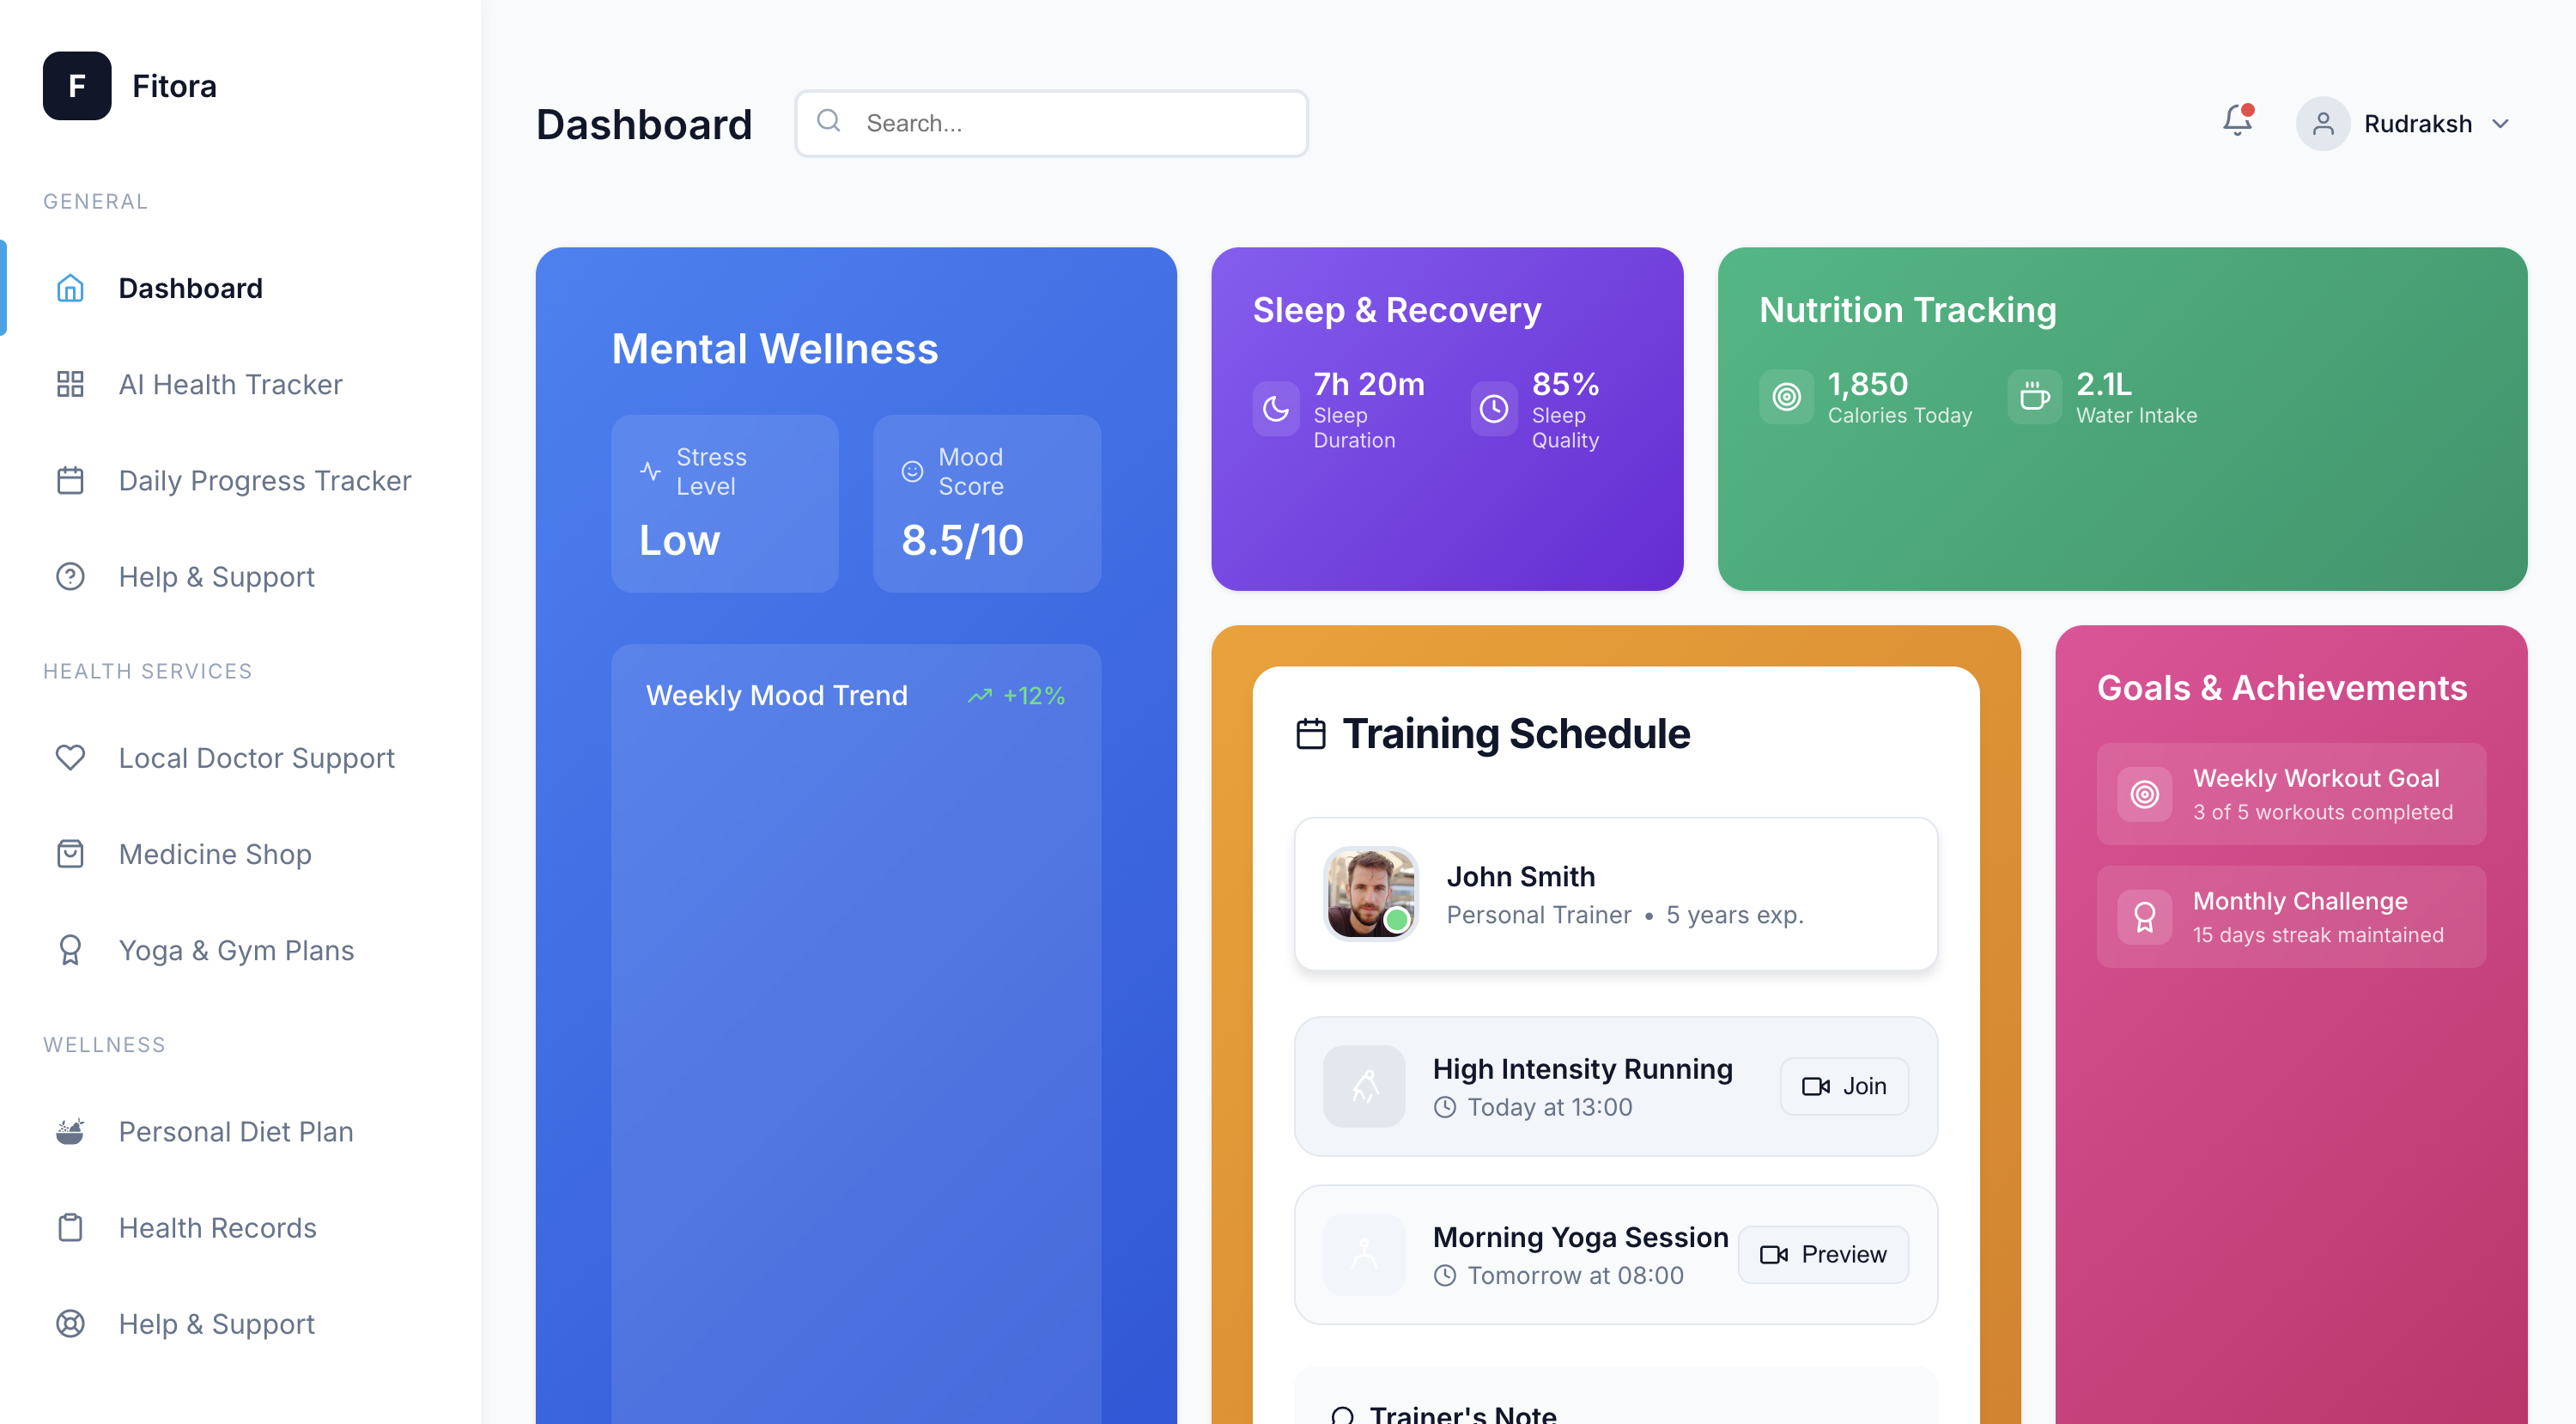 F
Fitora
GENERAL
Dashboard
AI Health Tracker
Daily Progress Tracker
Help & Support
HEALTH SERVICES
Local Doctor Support
Medicine Shop
Yoga & Gym Plans
WELLNESS
Personal Diet Plan
Health Records
Help & Support
Dashboard
Search...
Rudraksh
Mental Wellness
Stress
Level
Low
Mood
Score
8.5/10
Weekly Mood Trend
+12%
Sleep & Recovery
7h 20m
Sleep
Duration
85%
Sleep
Quality
Nutrition Tracking
1,850
Calories Today
2.1L
Water Intake
Training Schedule
John Smith
Personal Trainer • 5 years exp.
High Intensity Running
Today at 13:00
Join
Morning Yoga Session
Tomorrow at 08:00
Preview
Trainer's Note
Goals & Achievements
Weekly Workout Goal
3 of 5 workouts completed
Monthly Challenge
15 days streak maintained